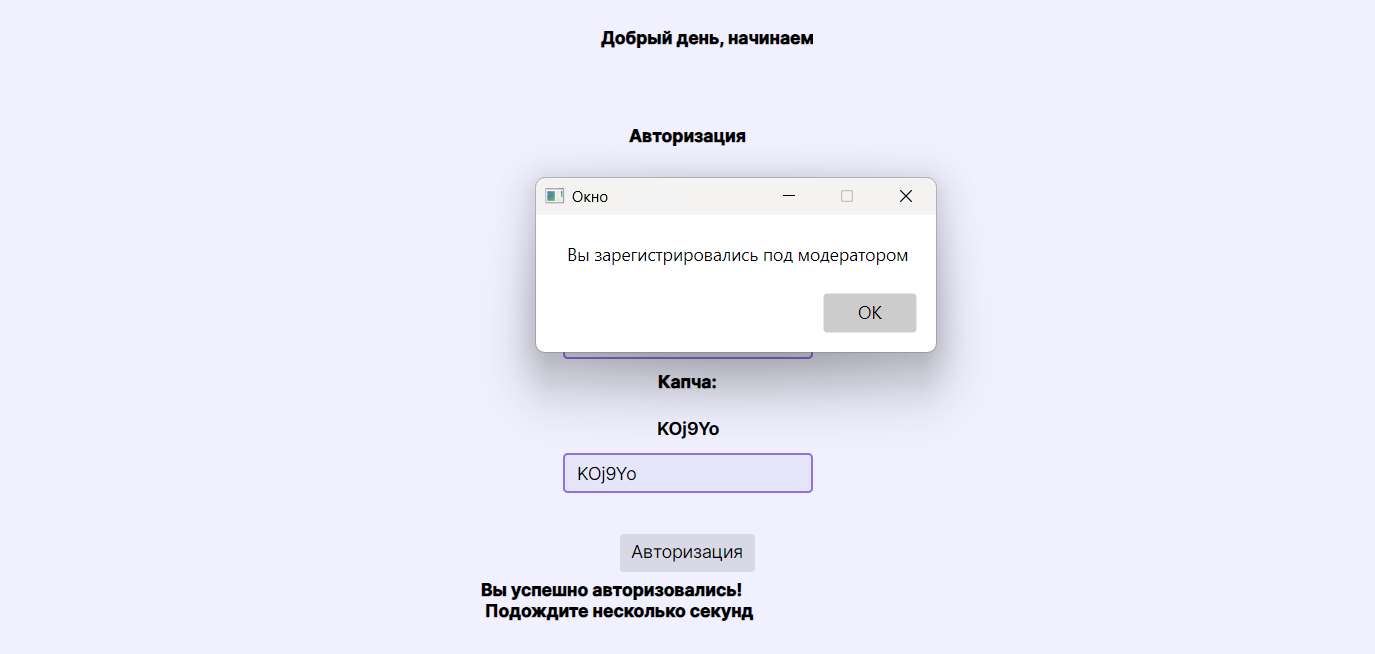 Добрый день, начинаем
Авторизация
Окно
Вы зарегистрировались под модератором
OK
Капча:
KOj9Yo
KOj9Yo
Авторизация
Вы успешно авторизовались!
Подождите несколько секунд